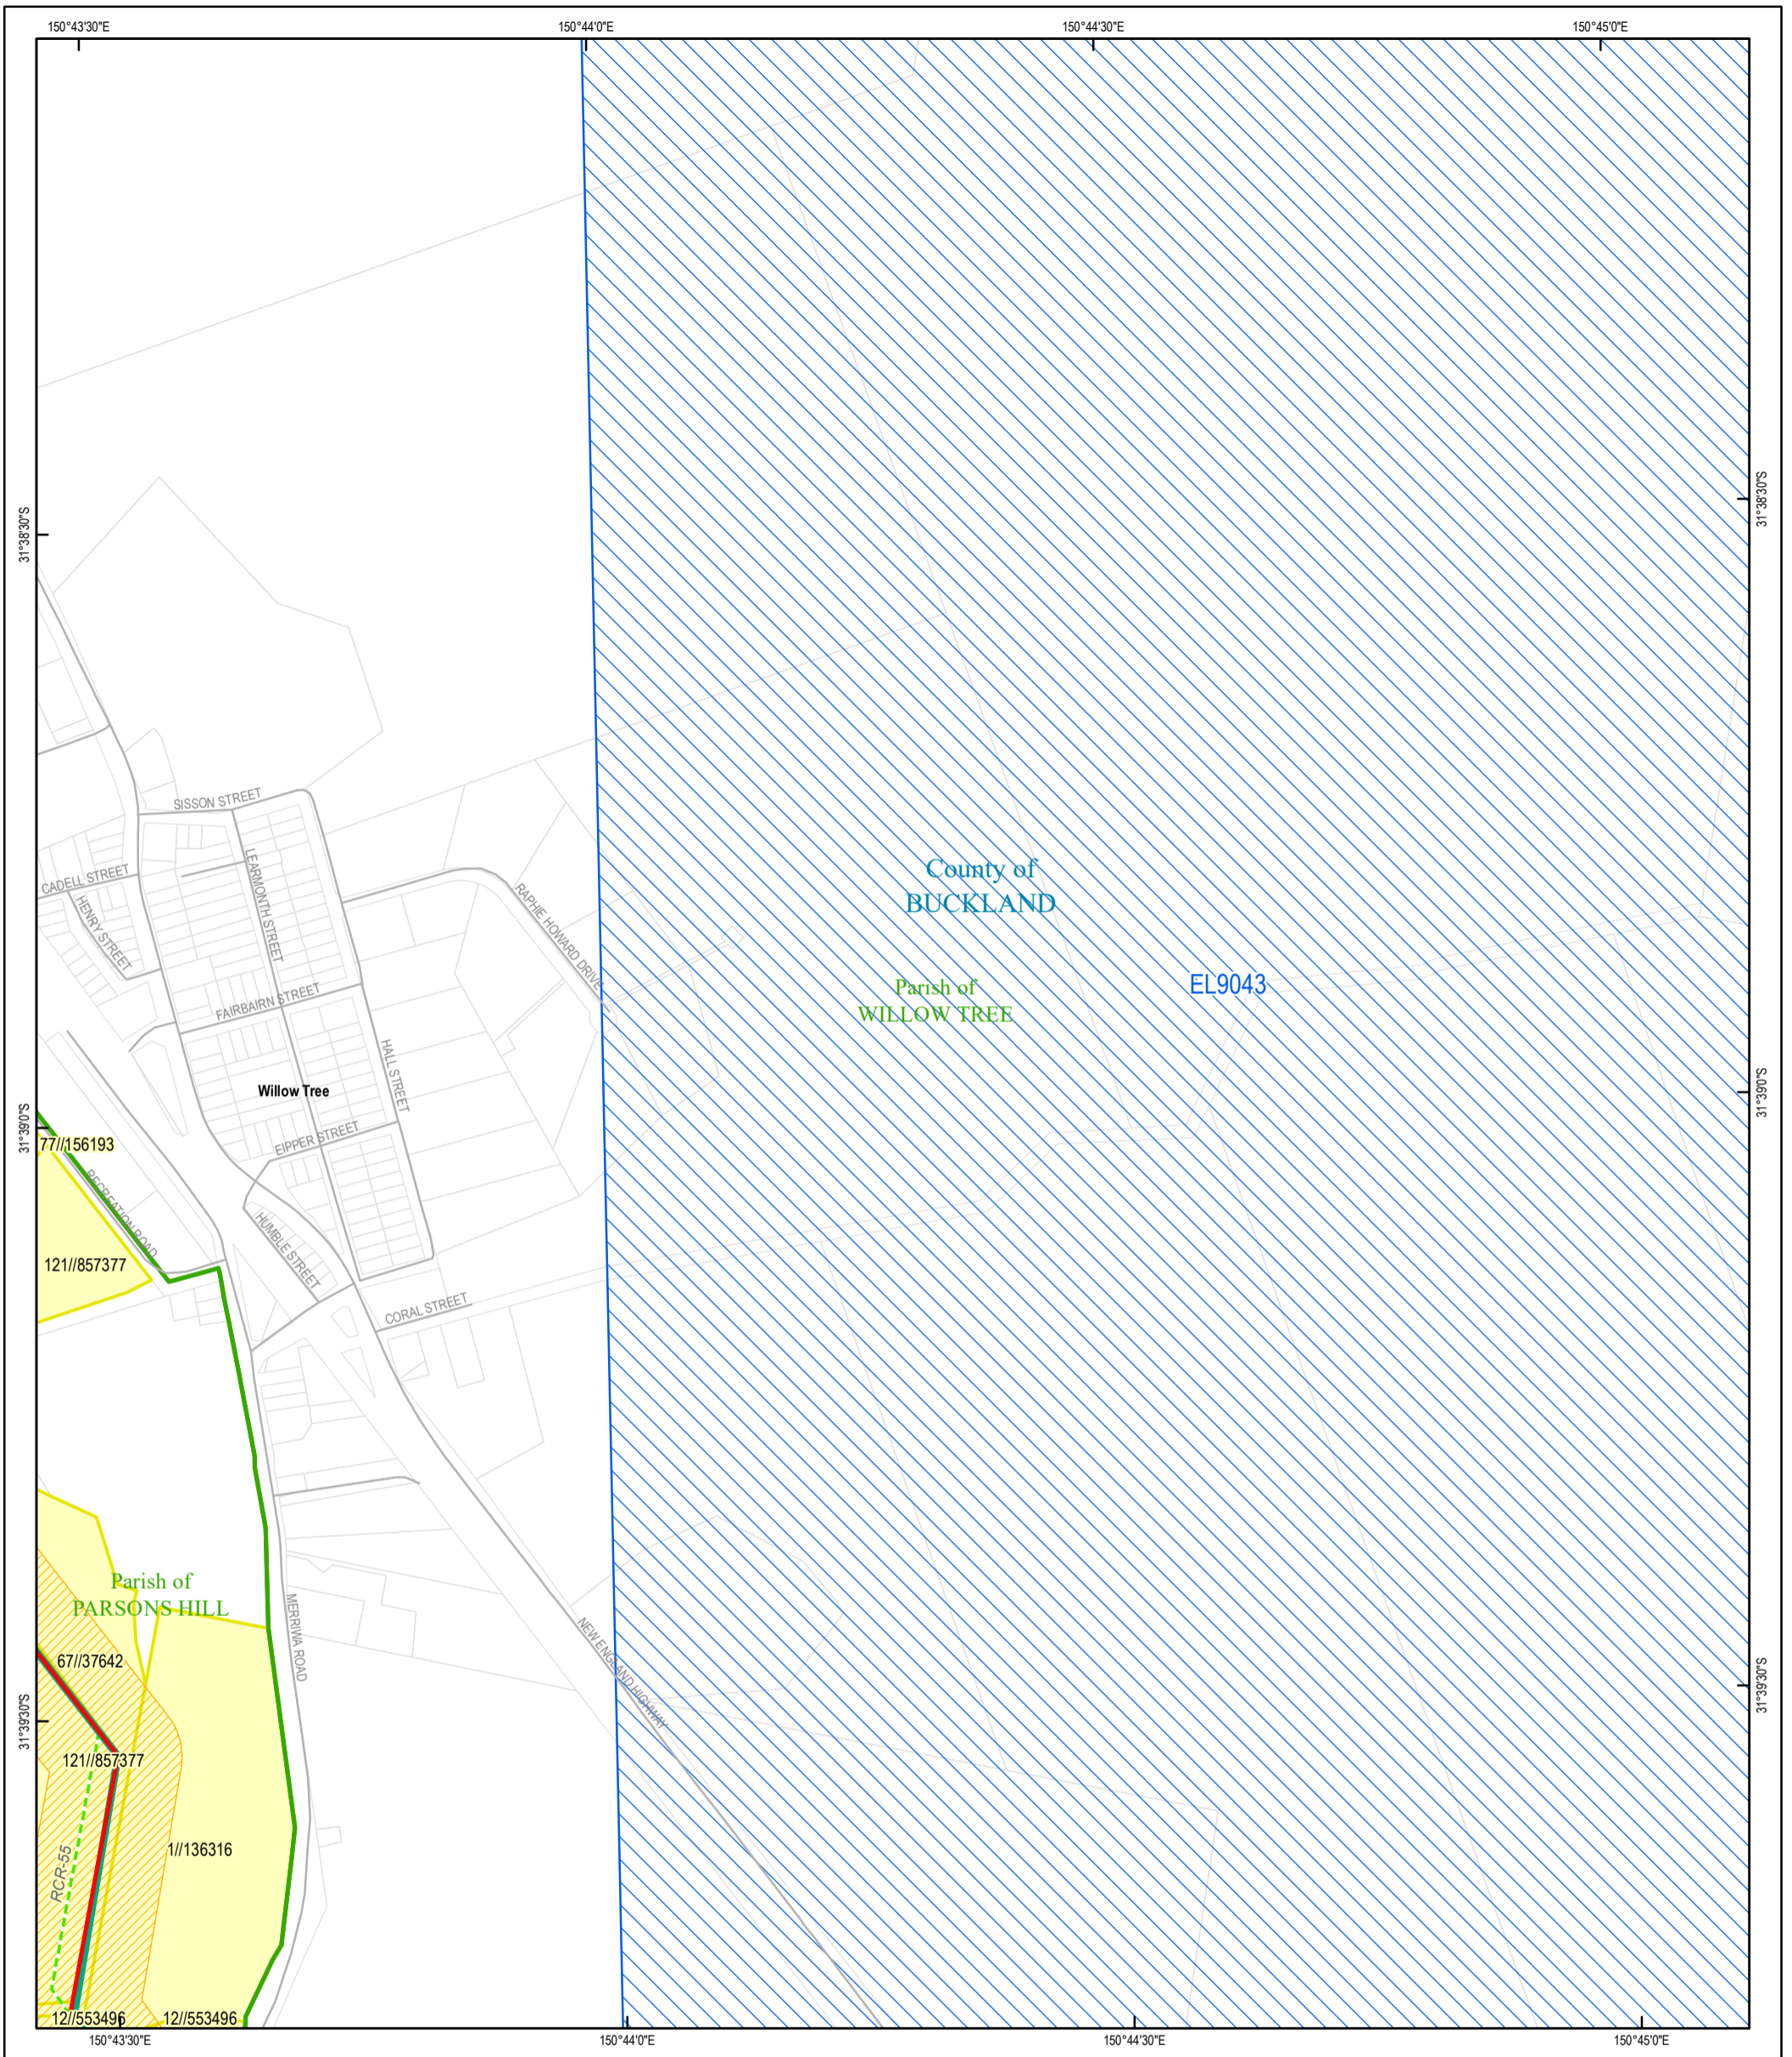 150°43'30"E
150°44'0"E
150°44'30"E
150°45'0"E
31°38'30"S
31°38'30"S
SISSON STREET
CADELL STREET
LEARMONTH STREET
HENRY STREET
RAPHIE HOWARD DRIVE
County of
BUCKLAND
EL9043
Parish of
WILLOW TREE
FAIRBAIRN STREET
HALL STREET
Willow Tree
31°39'0"S
31°39'0"S
EIPPER STREET
77//156193
RECREATION ROAD
HUMBLE STREET
121//857377
CORAL STREET
Parish of
PARSONS HILL
MERRIWA ROAD
67//37642
NEW ENGLAND HIGHWAY
31°39'30"S
31°39'30"S
121//857377
1//136316
RCR-55
12//553496
12//553496
150°43'30"E
150°44'0"E
150°44'30"E
150°45'0"E